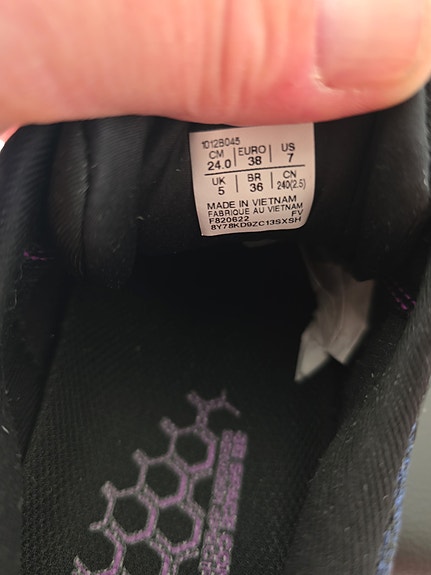 1012B045
CM 24.0 | EURO 38 | US 7
UK 5 | BR 36 | CN 240(2.5)
MADE IN VIETNAM
FABRIQUE AU VIETNAM
F820622 FV
8Y78KD9ZC13SXSH